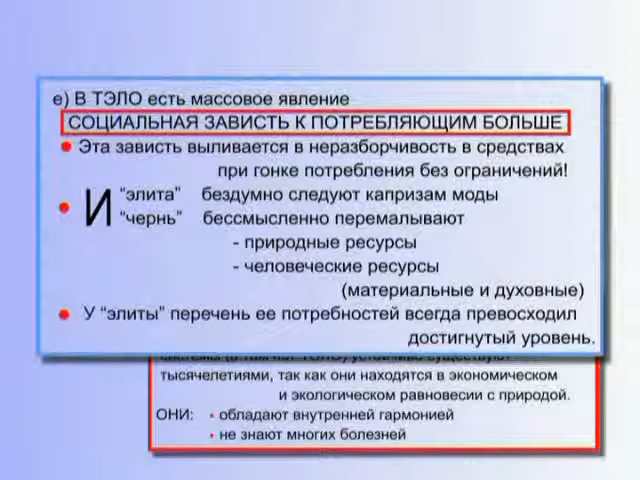 е) В ТЭЛО есть массовое явление
СОЦИАЛЬНАЯ ЗАВИСТЬ К ПОТРЕБЛЯЮЩИМ БОЛЬШЕ
• Эта зависть выливается в неразборчивость в средствах
при гонке потребления без ограничений!
• И “элита” бездумно следуют капризам моды
“чернь” бессмысленно перемалывают
- природные ресурсы
- человеческие ресурсы
(материальные и духовные)
• У “элиты” перечень ее потребностей всегда превосходил
достигнутый уровень.
тысячелетиями, так как они находятся в экономическом
и экологическом равновесии с природой.
ОНИ: • обладают внутренней гармонией
• не знают многих болезней